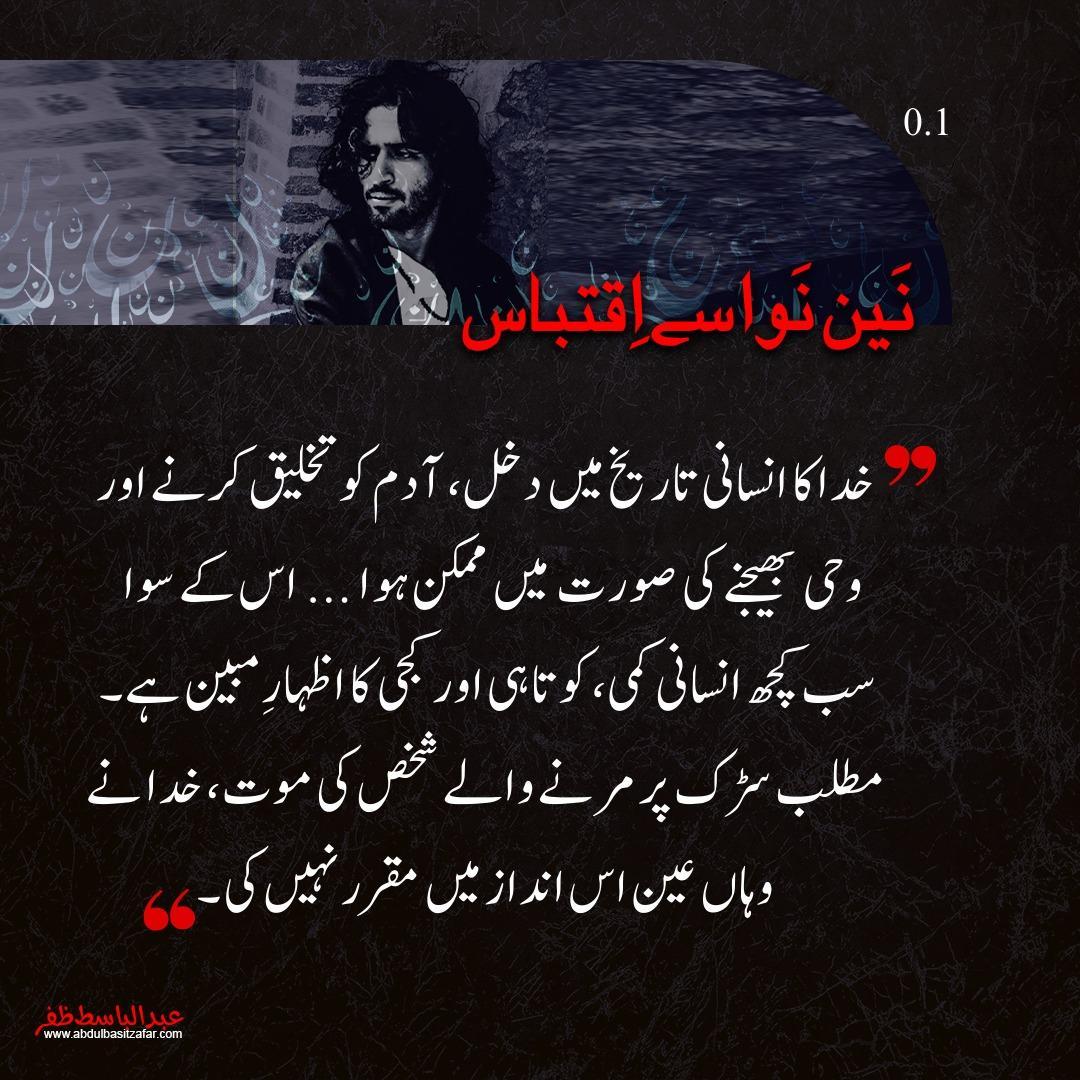 0.1
نَین نَوا سے اِقتباس
خدا کا انسانی تاریخ میں دخل، آدم کو تخلیق کرنے اور
وحی بھیجنے کی صورت میں ممکن ہوا... اس کے سوا
سب کچھ انسانی کمی، کوتاہی اور کجی کا اظہارِ مبین ہے۔
مطلب سڑک پر مرنے والے شخص کی موت، خدا نے
وہاں عین اس انداز میں مقرر نہیں کی۔
عبدالباسط ظفر
www.abdulbasitzafar.com